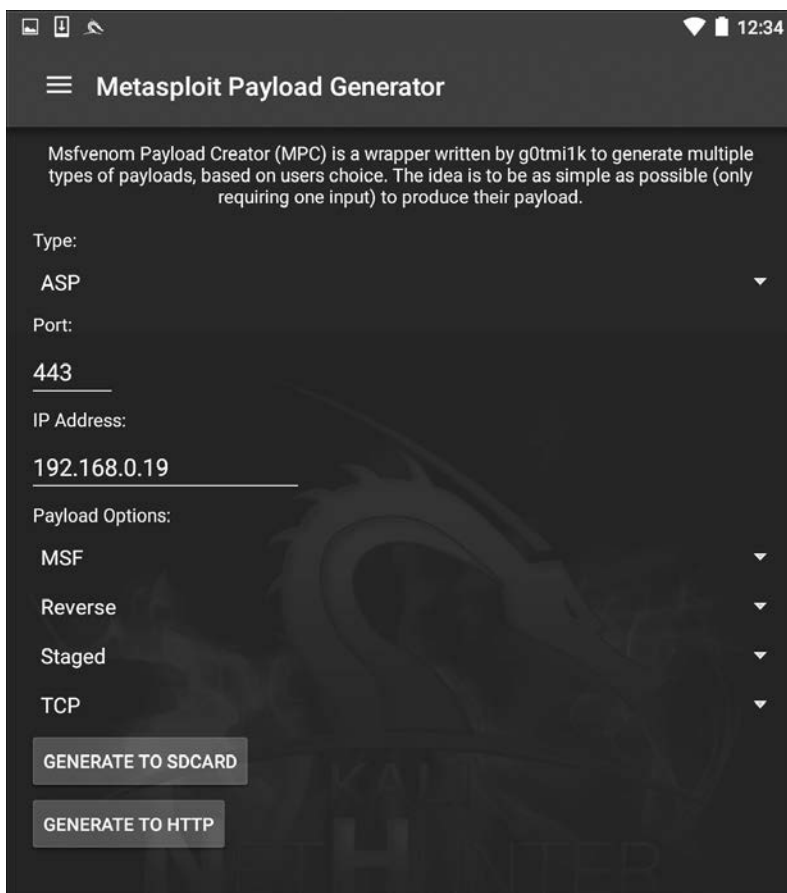 12:34
Metasploit Payload Generator
Msfvenom Payload Creator (MPC) is a wrapper written by g0tmi1k to generate multiple
types of payloads, based on users choice. The idea is to be as simple as possible (only
requiring one input) to produce their payload.
Type:
ASP
Port:
443
IP Address:
192.168.0.19
Payload Options:
MSF
Reverse
Staged
TCP
GENERATE TO SDCARD
GENERATE TO HTTP
KALI
NETHUNTER